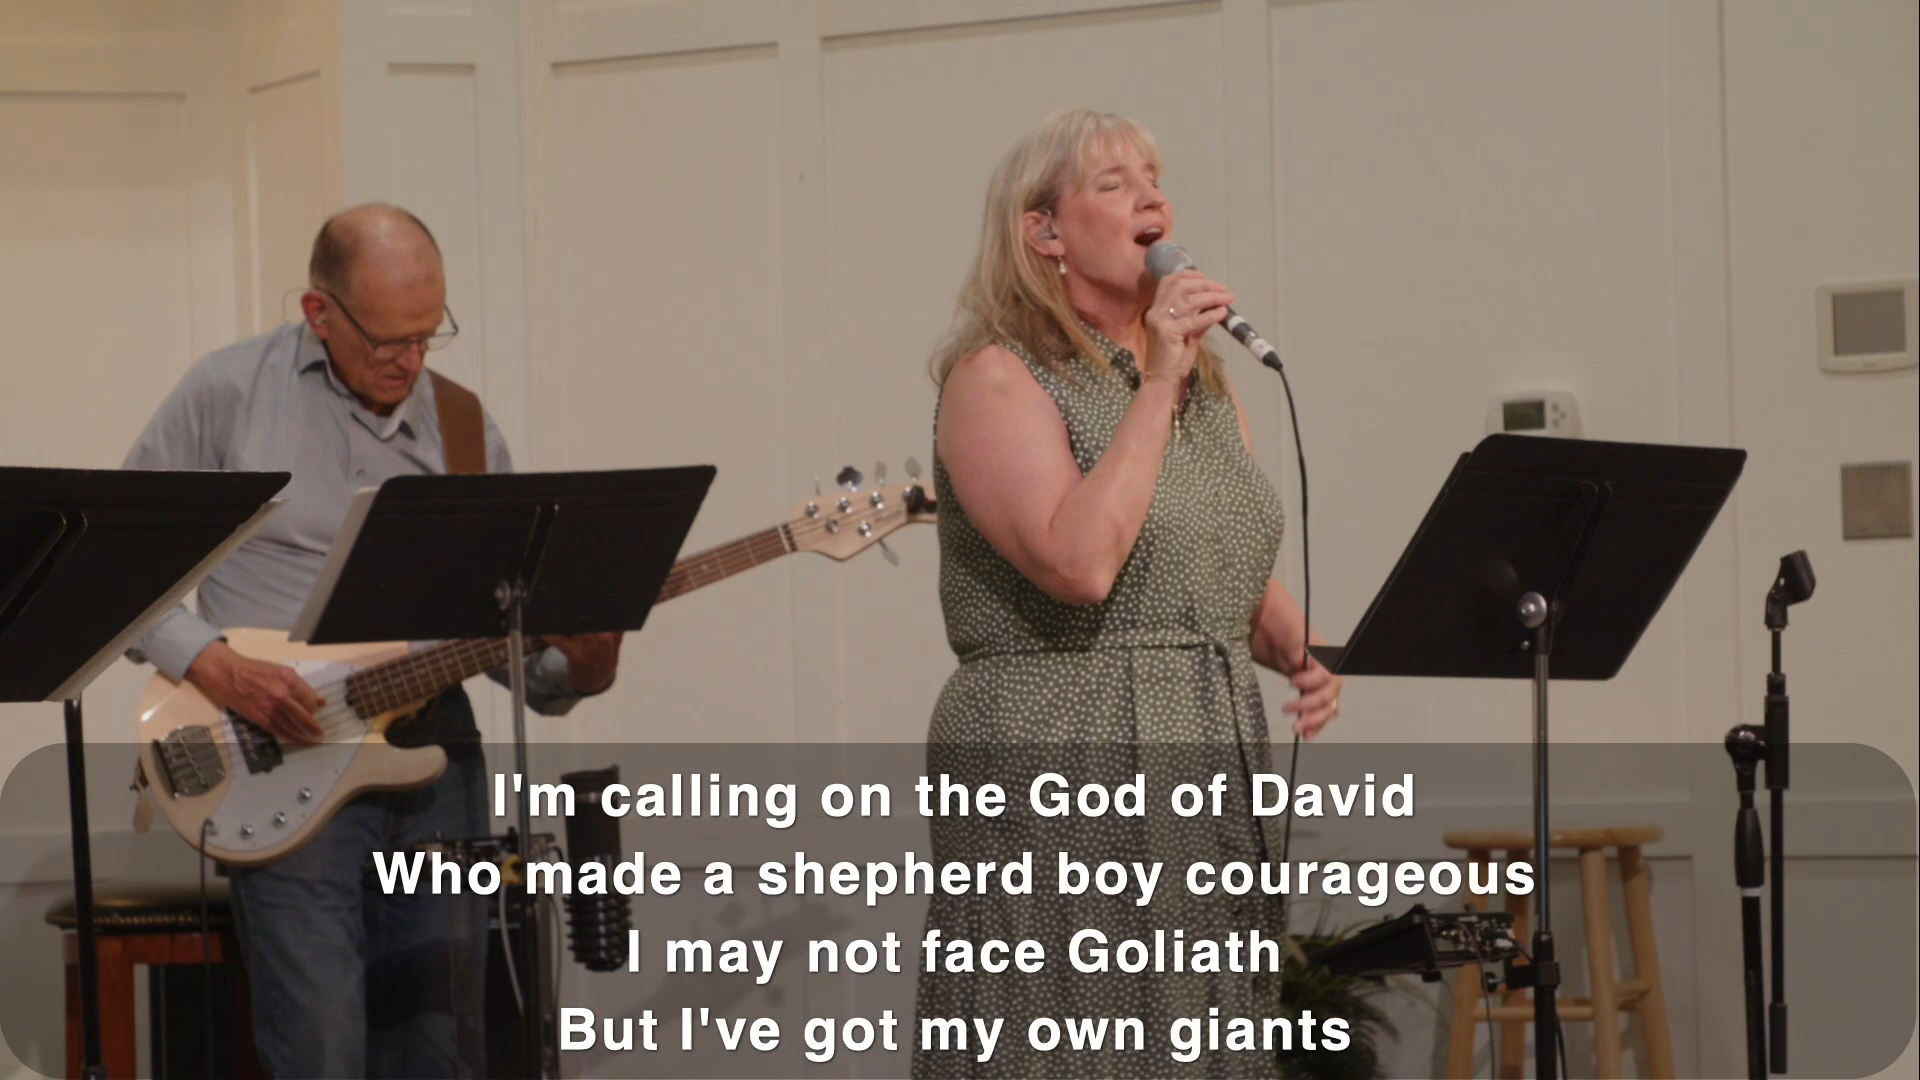 I'm calling on the God of David
Who made a shepherd boy courageous
I may not face Goliath
But I've got my own giants